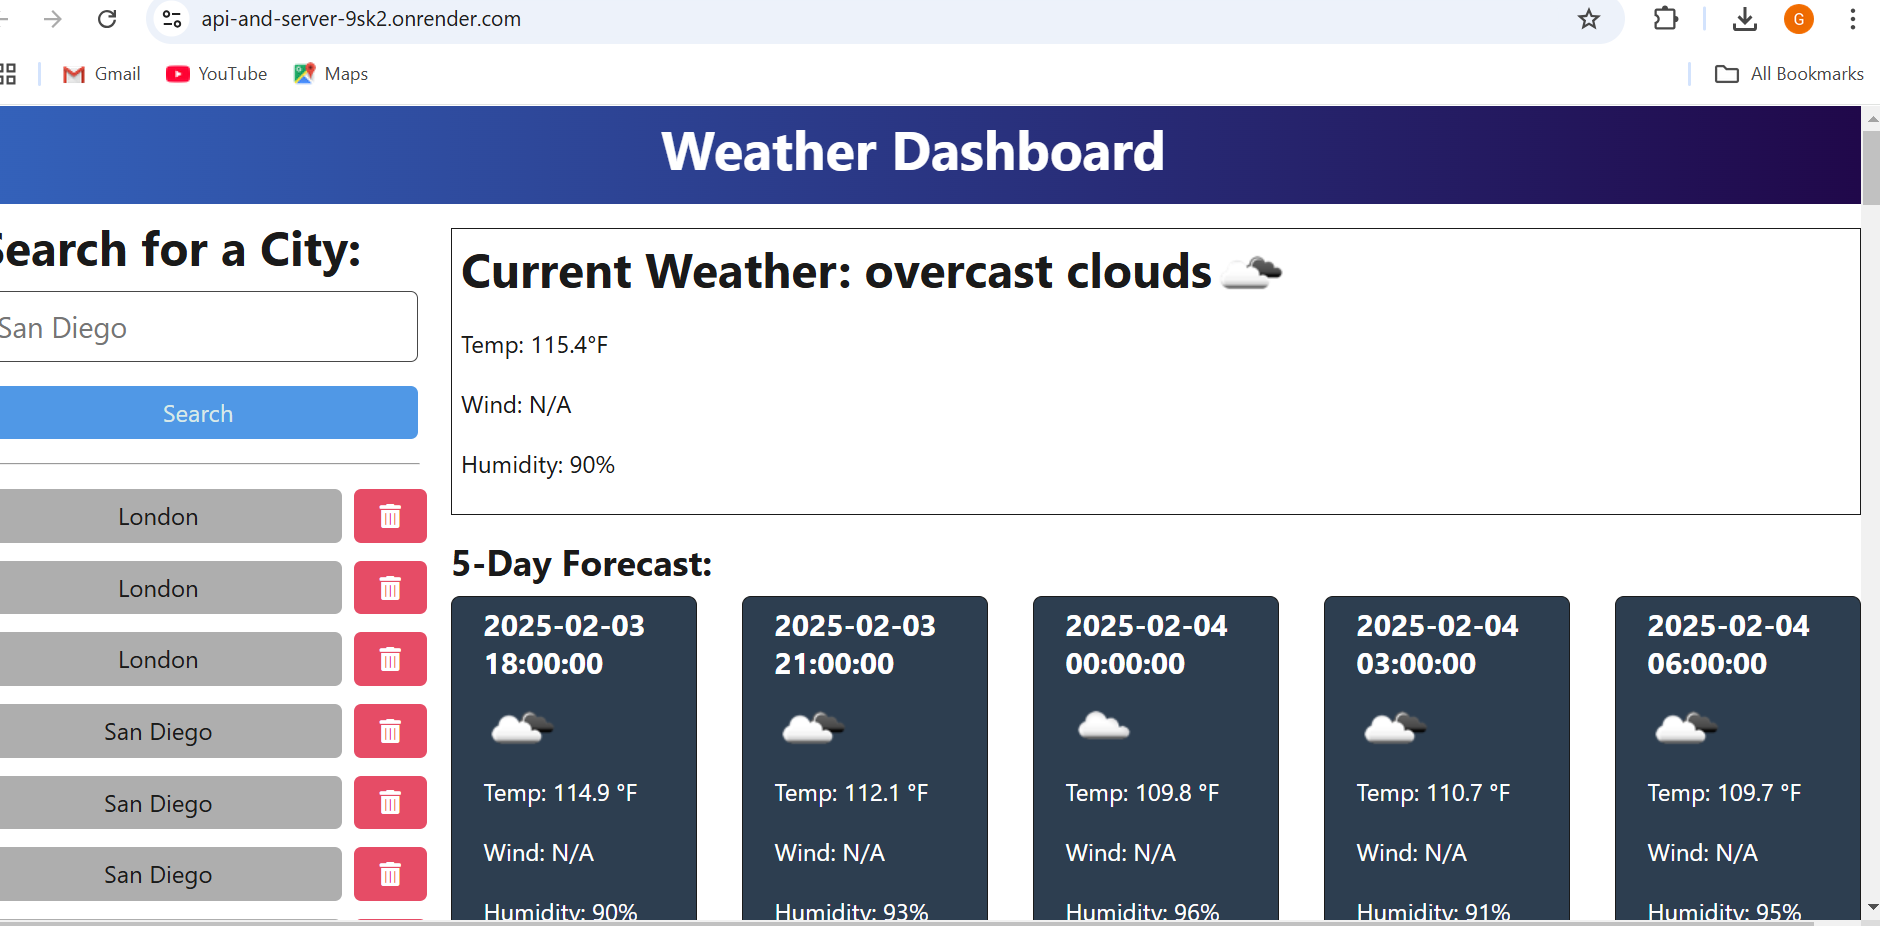 api-and-server-9sk2.onrender.com
G
Gmail
YouTube
Maps
All Bookmarks
Weather Dashboard
Search for a City:
San Diego
Search
London
London
London
San Diego
San Diego
San Diego
Current Weather: overcast clouds
Temp: 115.4°F
Wind: N/A
Humidity: 90%
5-Day Forecast:
2025-02-03
18:00:00
Temp: 114.9 °F
Wind: N/A
Humidity: 90%
2025-02-03
21:00:00
Temp: 112.1 °F
Wind: N/A
Humidity: 93%
2025-02-04
00:00:00
Temp: 109.8 °F
Wind: N/A
Humidity: 96%
2025-02-04
03:00:00
Temp: 110.7 °F
Wind: N/A
Humidity: 91%
2025-02-04
06:00:00
Temp: 109.7 °F
Wind: N/A
Humidity: 95%